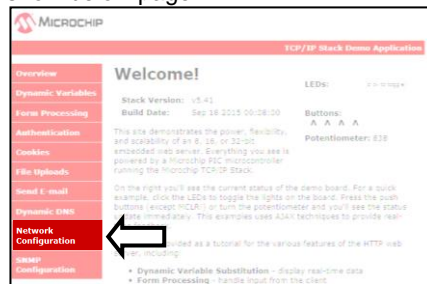 MICROCHIP
TCP/IP Stack Demo Application
Overview
Dynamic Variables
Form Processing
Authentication
Cookies
File Uploads
Send E-mail
Dynamic DNS
Network
Configuration
SNMP
Configuration
Welcome!
Stack Version: v5.41
Build Date: Sep 16 2015 00:08:00
LEDs:
Buttons:
Λ Λ Λ Λ
Potentiometer: 838
This site demonstrates the power, flexibility,
and scalability of an 8, 16, or 32-bit
embedded web server. Everything you see is
powered by a Microchip PIC microcontroller
running the Microchip TCP/IP Stack.
On the right you'll see the current status of the demo board. For a quick
example, click the LEDs to toggle the lights on the board. Press the push
buttons (except MCLR!) or turn the potentiometer and you'll see the status
immediately. This examples uses AJAX techniques to provide real-
provided as a tutorial for the various features of the HTTP web
server, including:
• Dynamic Variable Substitution - display real-time data
• Form Processing - handle input from the client